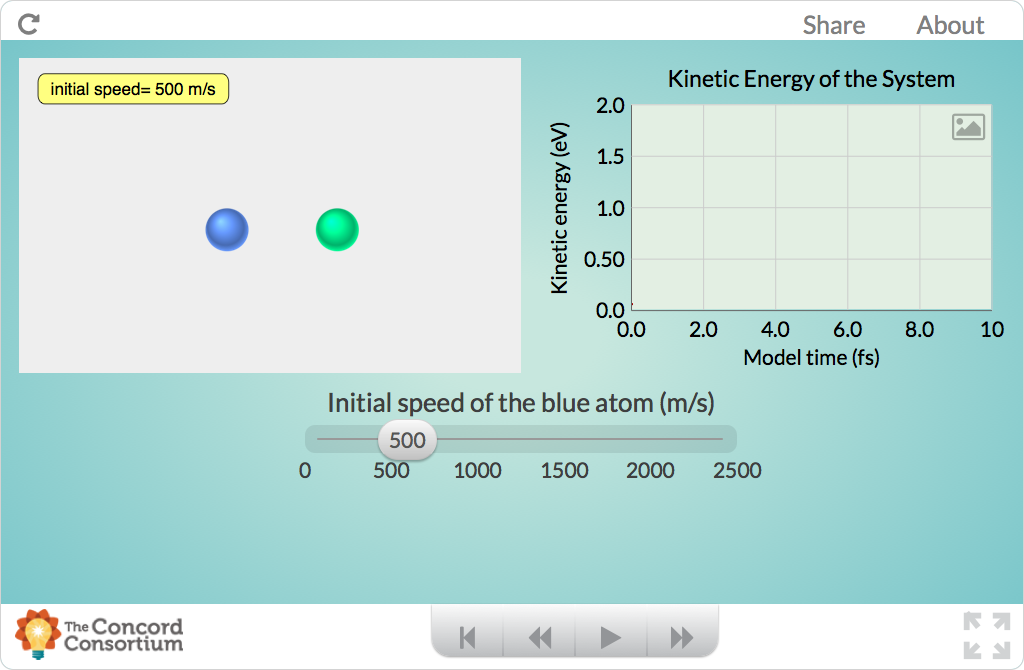 Share About
initial speed= 500 m/s
Kinetic Energy of the System
Kinetic energy (eV)
2.0
1.5
1.0
0.50
0.0
0.0 2.0 4.0 6.0 8.0 10
Model time (fs)
Initial speed of the blue atom (m/s)
500
0 500 1000 1500 2000 2500
The Concord
Consortium